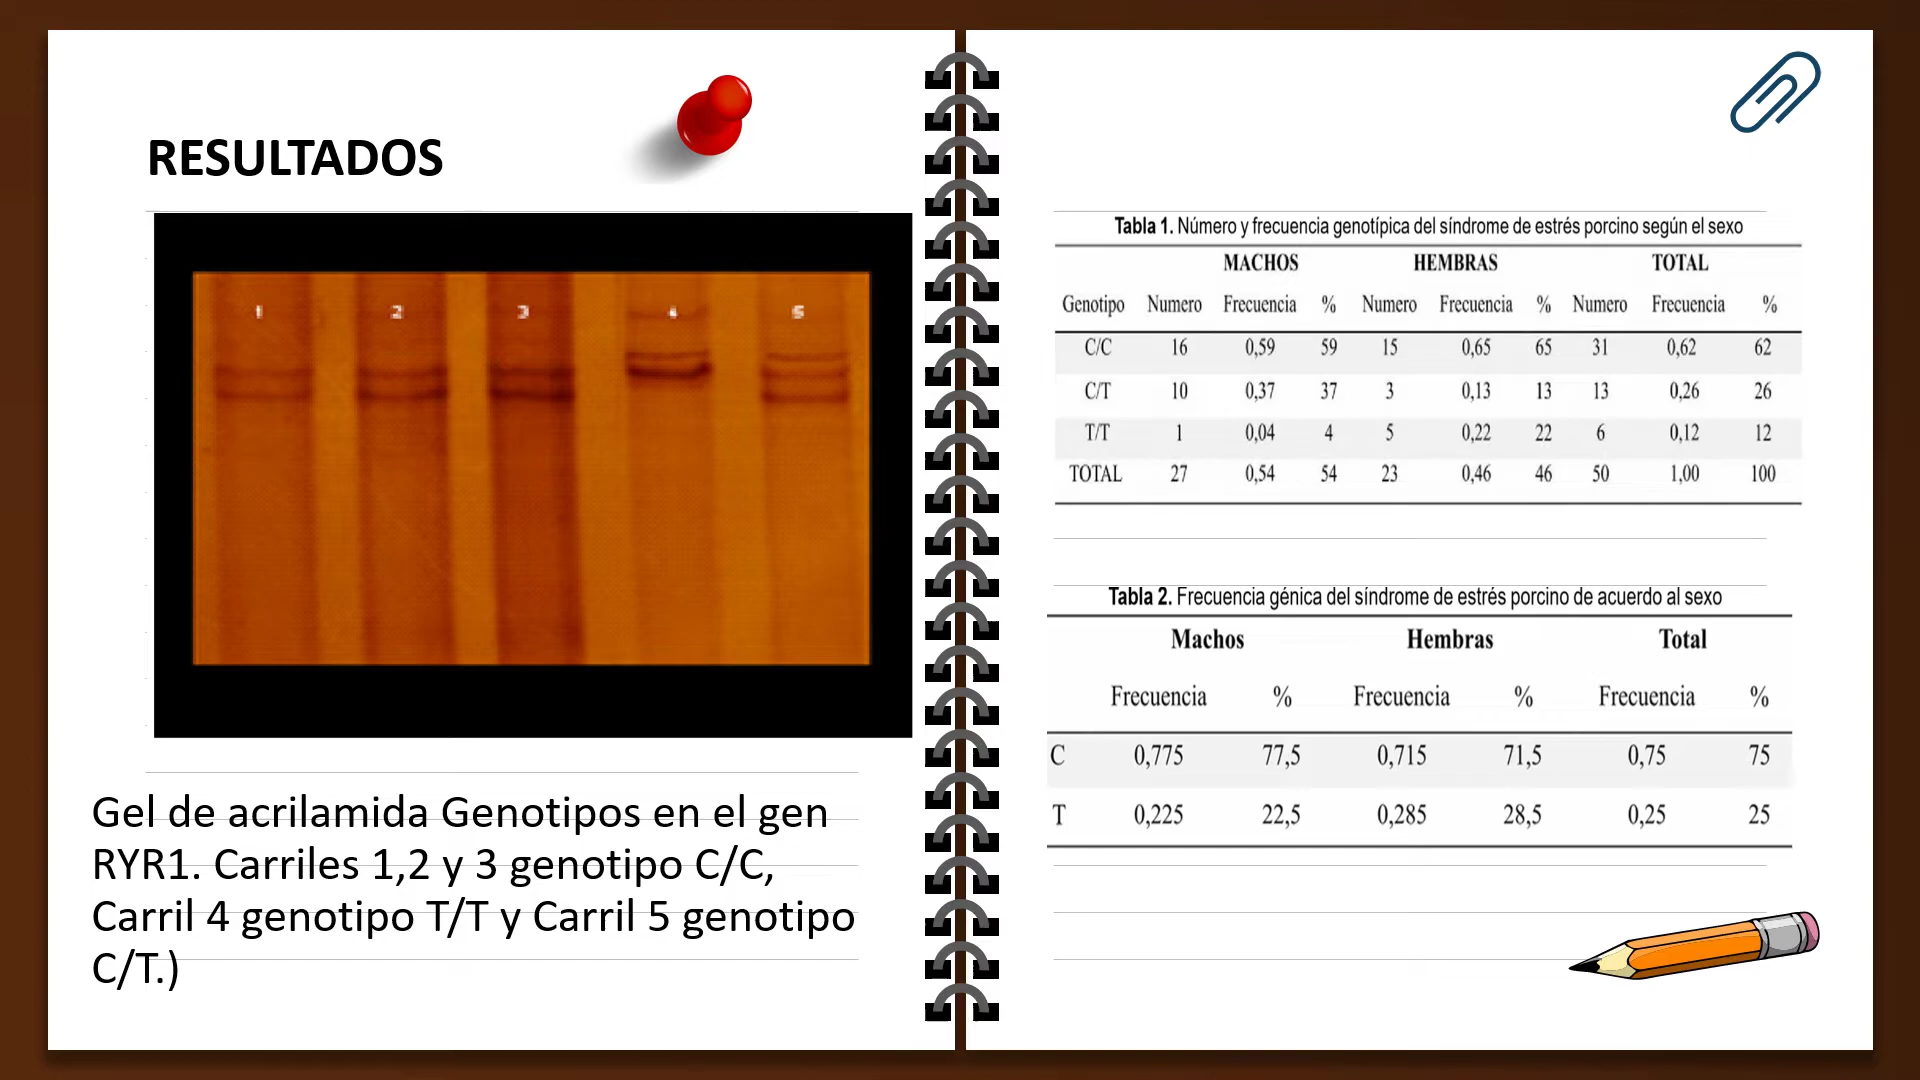 RESULTADOS
1 2 3 4 5
Gel de acrilamida Genotipos en el gen
RYR1. Carriles 1,2 y 3 genotipo C/C,
Carril 4 genotipo T/T y Carril 5 genotipo
C/T.)
Tabla 1. Número y frecuencia genotípica del síndrome de estrés porcino según el sexo
MACHOS HEMBRAS TOTAL
Genotipo Numero Frecuencia % Numero Frecuencia % Numero Frecuencia %
C/C 16 0,59 59 15 0,65 65 31 0,62 62
C/T 10 0,37 37 3 0,13 13 13 0,26 26
T/T 1 0,04 4 5 0,22 22 6 0,12 12
TOTAL 27 0,54 54 23 0,46 46 50 1,00 100
Tabla 2. Frecuencia génica del síndrome de estrés porcino de acuerdo al sexo
Machos Hembras Total
Frecuencia % Frecuencia % Frecuencia %
C 0,775 77,5 0,715 71,5 0,75 75
T 0,225 22,5 0,285 28,5 0,25 25